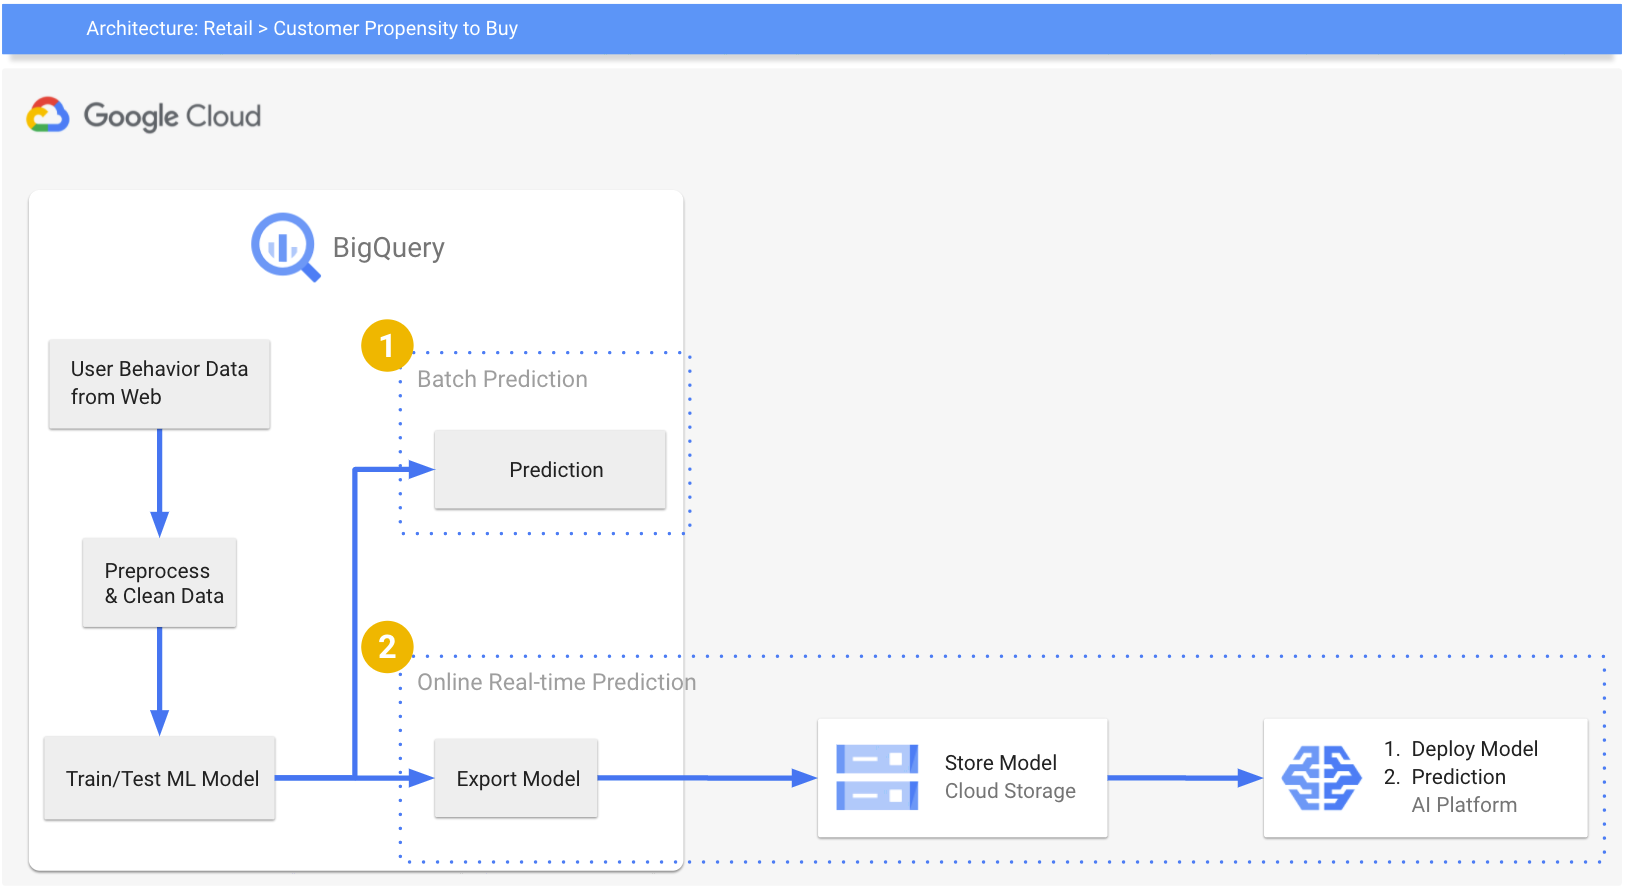 Architecture: Retail > Customer Propensity to Buy
Google Cloud
BigQuery
User Behavior Data
from Web
1
Batch Prediction
Prediction
Preprocess
& Clean Data
2
Online Real-time Prediction
Train/Test ML Model
Export Model
Store Model
Cloud Storage
1. Deploy Model
2. Prediction
AI Platform